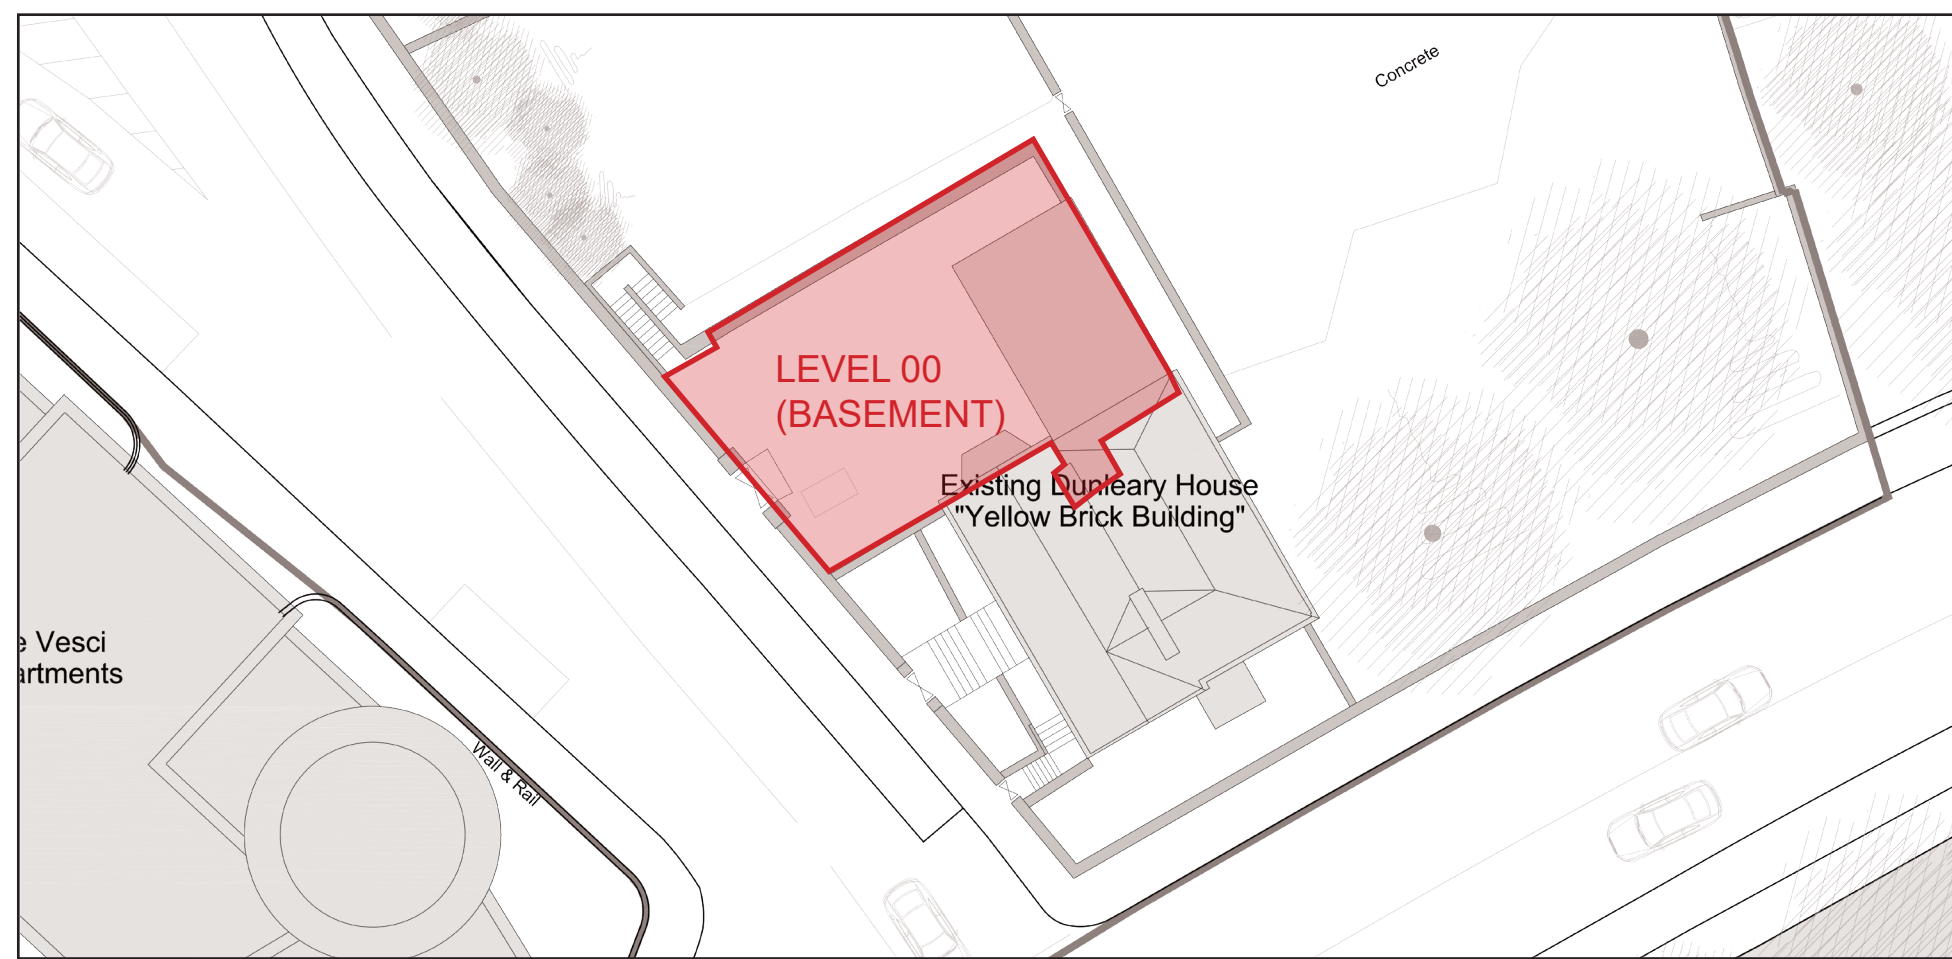 Concrete
LEVEL 00
(BASEMENT)
Existing Dunleary House
"Yellow Brick Building"
e Vesci
artments
Wall & Rail